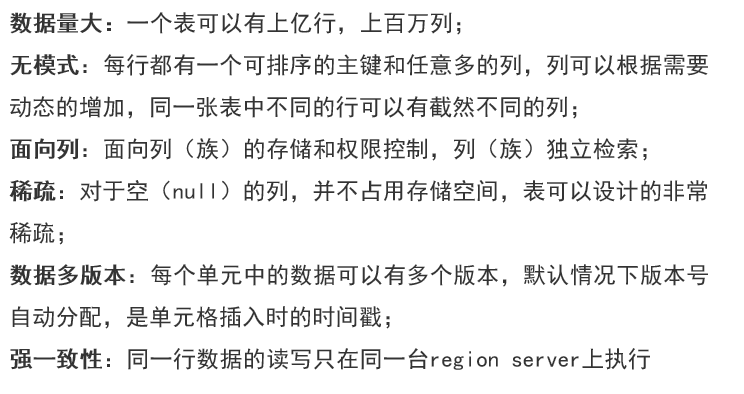 数据量大：一个表可以有上亿行，上百万列；
无模式：每行都有一个可排序的主键和任意多的列，列可以根据需要
动态的增加，同一张表中不同的行可以有截然不同的列；
面向列：面向列（族）的存储和权限控制，列（族）独立检索；
稀疏：对于空（null）的列，并不占用存储空间，表可以设计的非常
稀疏；
数据多版本：每个单元中的数据可以有多个版本，默认情况下版本号
自动分配，是单元格插入时的时间戳；
强一致性：同一行数据的读写只在同一台region server上执行